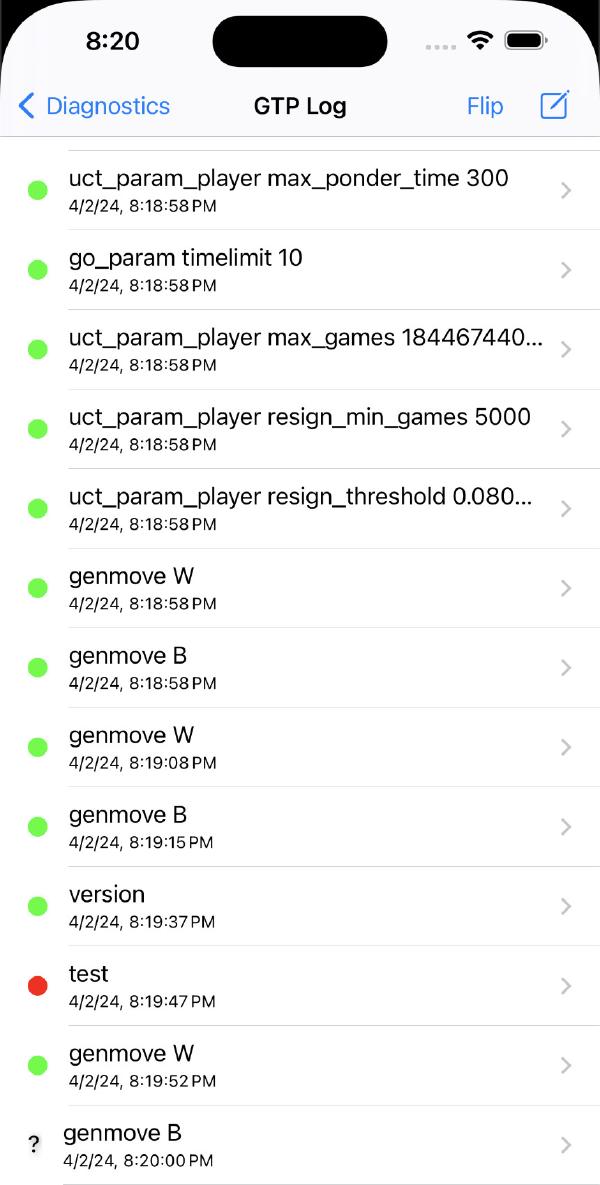 8:20
Diagnostics GTP Log Flip
uct_param_player max_ponder_time 300
4/2/24, 8:18:58 PM
go_param timelimit 10
4/2/24, 8:18:58 PM
uct_param_player max_games 184467440...
4/2/24, 8:18:58 PM
uct_param_player resign_min_games 5000
4/2/24, 8:18:58 PM
uct_param_player resign_threshold 0.080...
4/2/24, 8:18:58 PM
genmove W
4/2/24, 8:18:58 PM
genmove B
4/2/24, 8:18:58 PM
genmove W
4/2/24, 8:19:08 PM
genmove B
4/2/24, 8:19:15 PM
version
4/2/24, 8:19:37 PM
test
4/2/24, 8:19:47 PM
genmove W
4/2/24, 8:19:52 PM
? genmove B
4/2/24, 8:20:00 PM